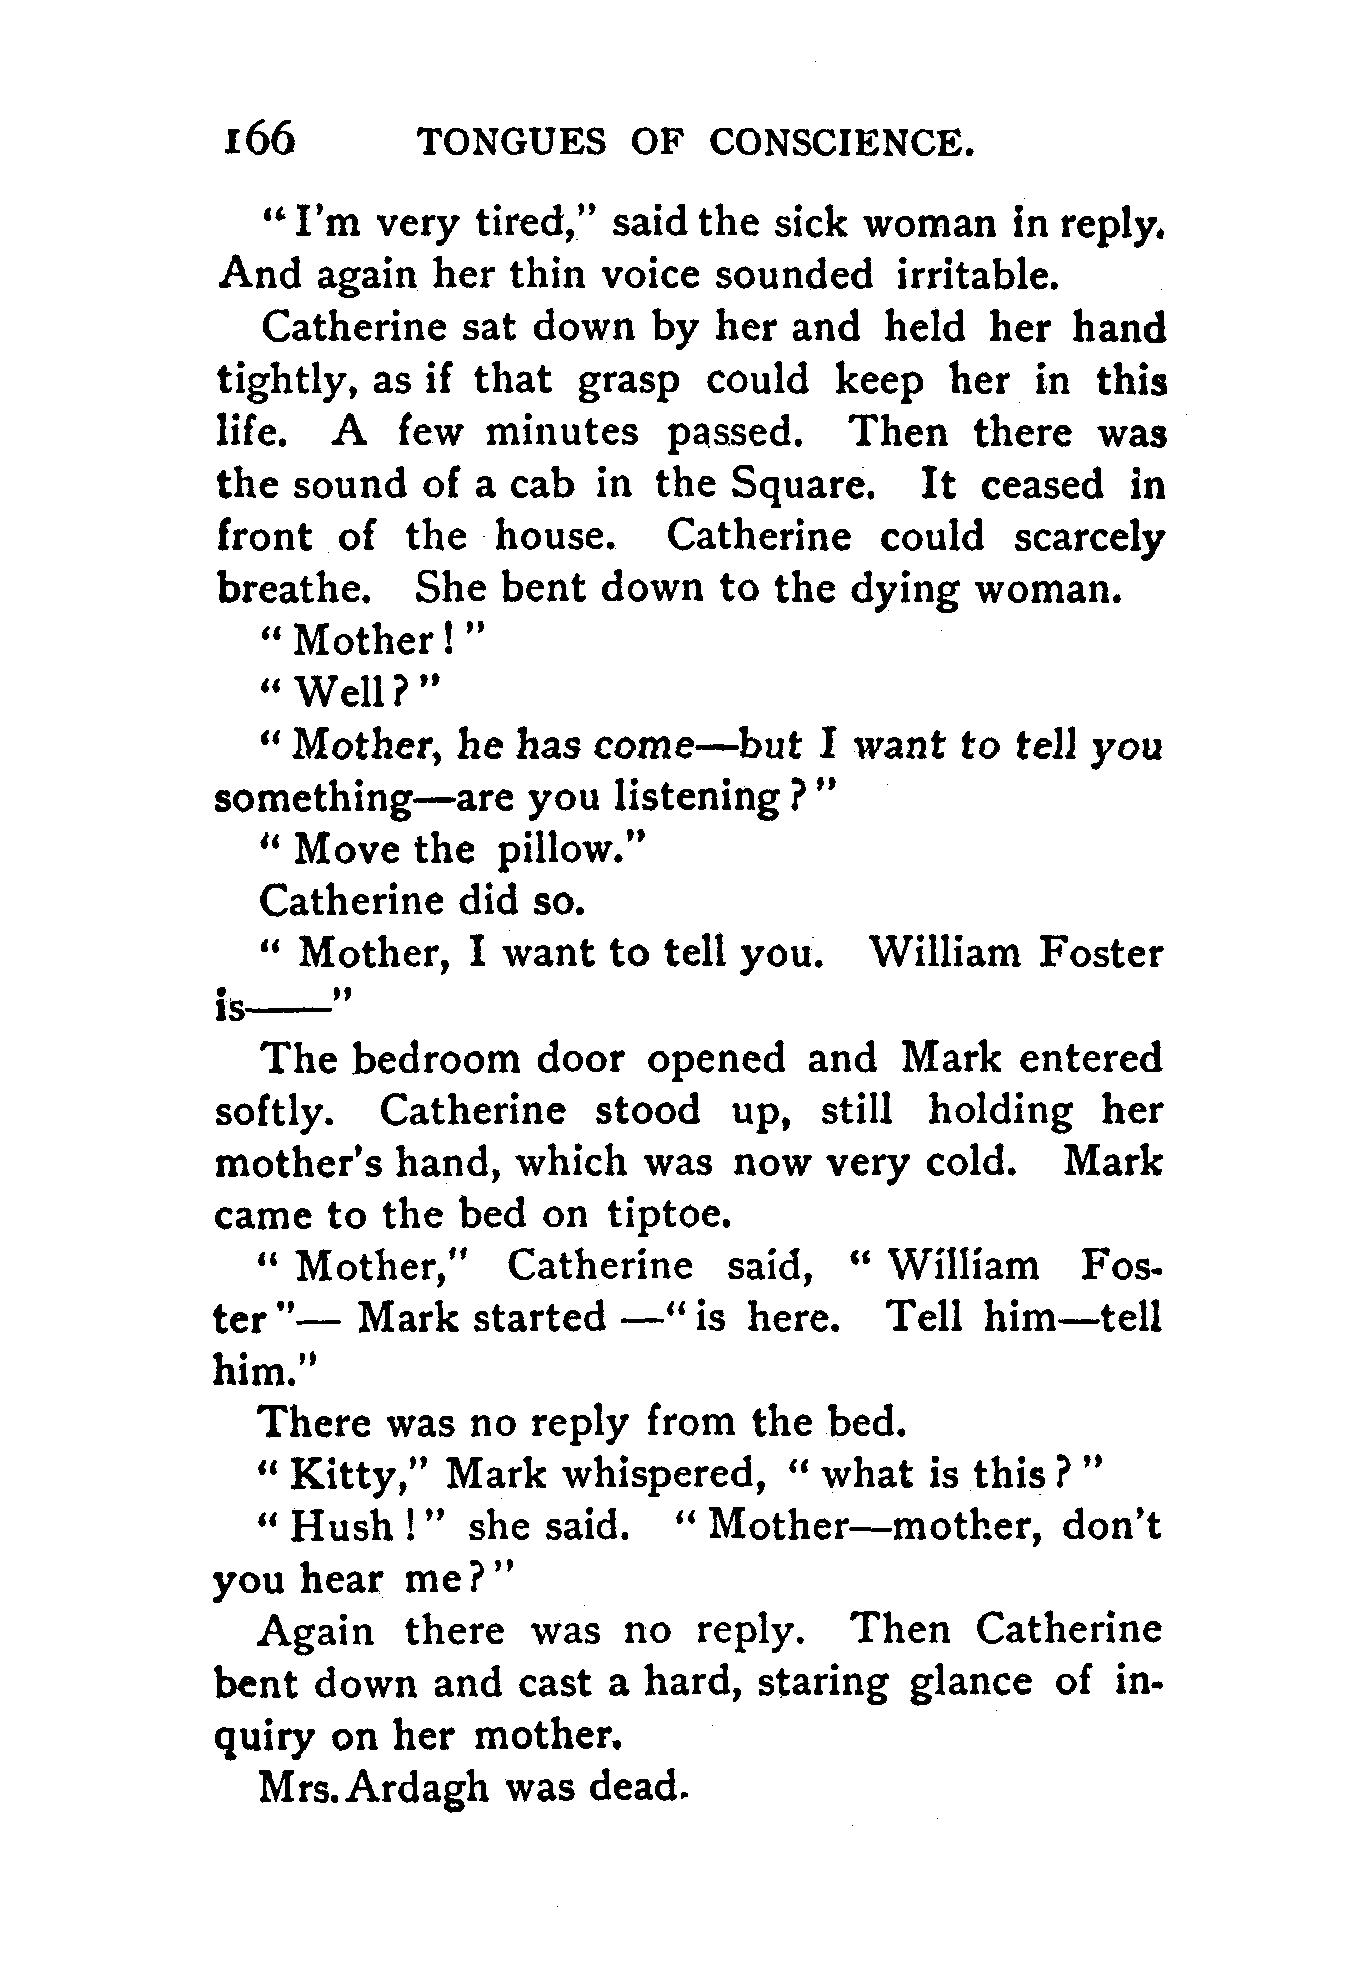 166 TONGUES OF CONSCIENCE.
"I'm very tired," said the sick woman in reply.
And again her thin voice sounded irritable.
Catherine sat down by her and held her hand
tightly, as if that grasp could keep her in this
life. A few minutes passed. Then there was
the sound of a cab in the Square. It ceased in
front of the house. Catherine could scarcely
breathe. She bent down to the dying woman.
"Mother!"
"Well?"
"Mother, he has come—but I want to tell you
something—are you listening?"
"Move the pillow."
Catherine did so.
"Mother, I want to tell you. William Foster
is——"
The bedroom door opened and Mark entered
softly. Catherine stood up, still holding her
mother's hand, which was now very cold. Mark
came to the bed on tiptoe.
"Mother," Catherine said, "William Fos-
ter"— Mark started —"is here. Tell him—tell
him."
There was no reply from the bed.
"Kitty," Mark whispered, "what is this?"
"Hush!" she said. "Mother—mother, don't
you hear me?"
Again there was no reply. Then Catherine
bent down and cast a hard, staring glance of in-
quiry on her mother.
Mrs. Ardagh was dead.